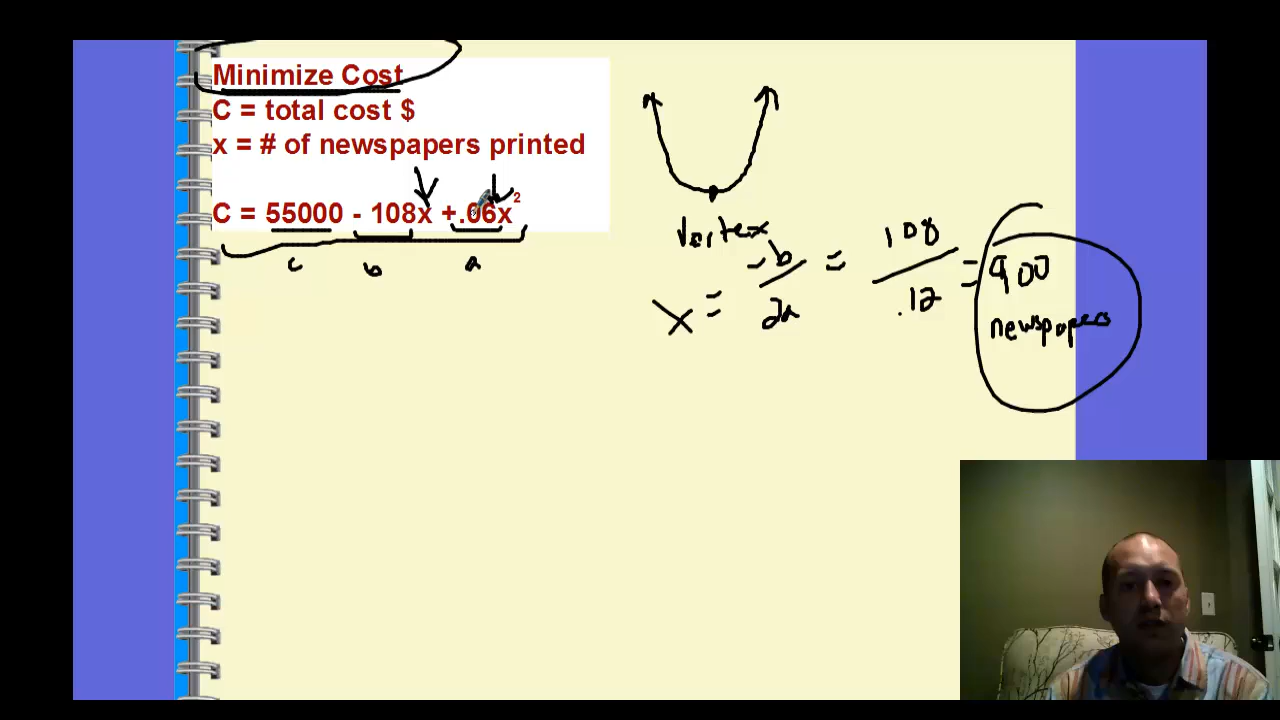 Minimize Cost
C = total cost $
x = # of newspapers printed
C = 55000 - 108x +.06x²
c b a
vertex
x = -b/2a = 108/.12 = 900
newspapers